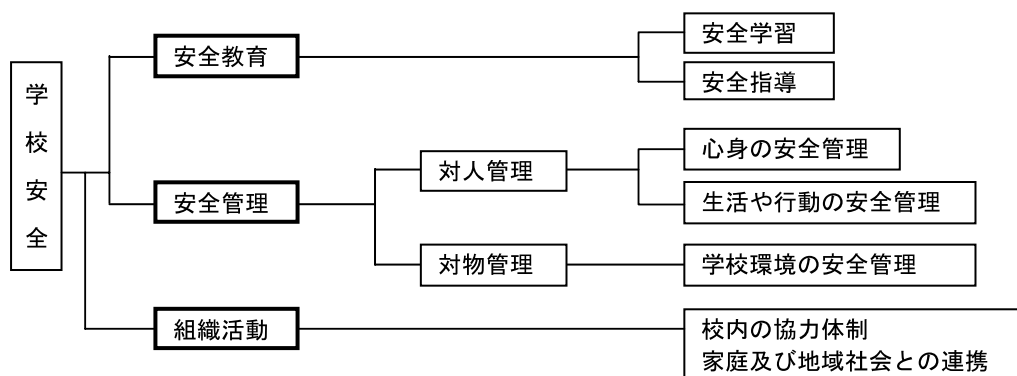 学校安全
安全教育
安全学習
安全指導
安全管理
対人管理
心身の安全管理
生活や行動の安全管理
対物管理
学校環境の安全管理
組織活動
校内の協力体制
家庭及び地域社会との連携